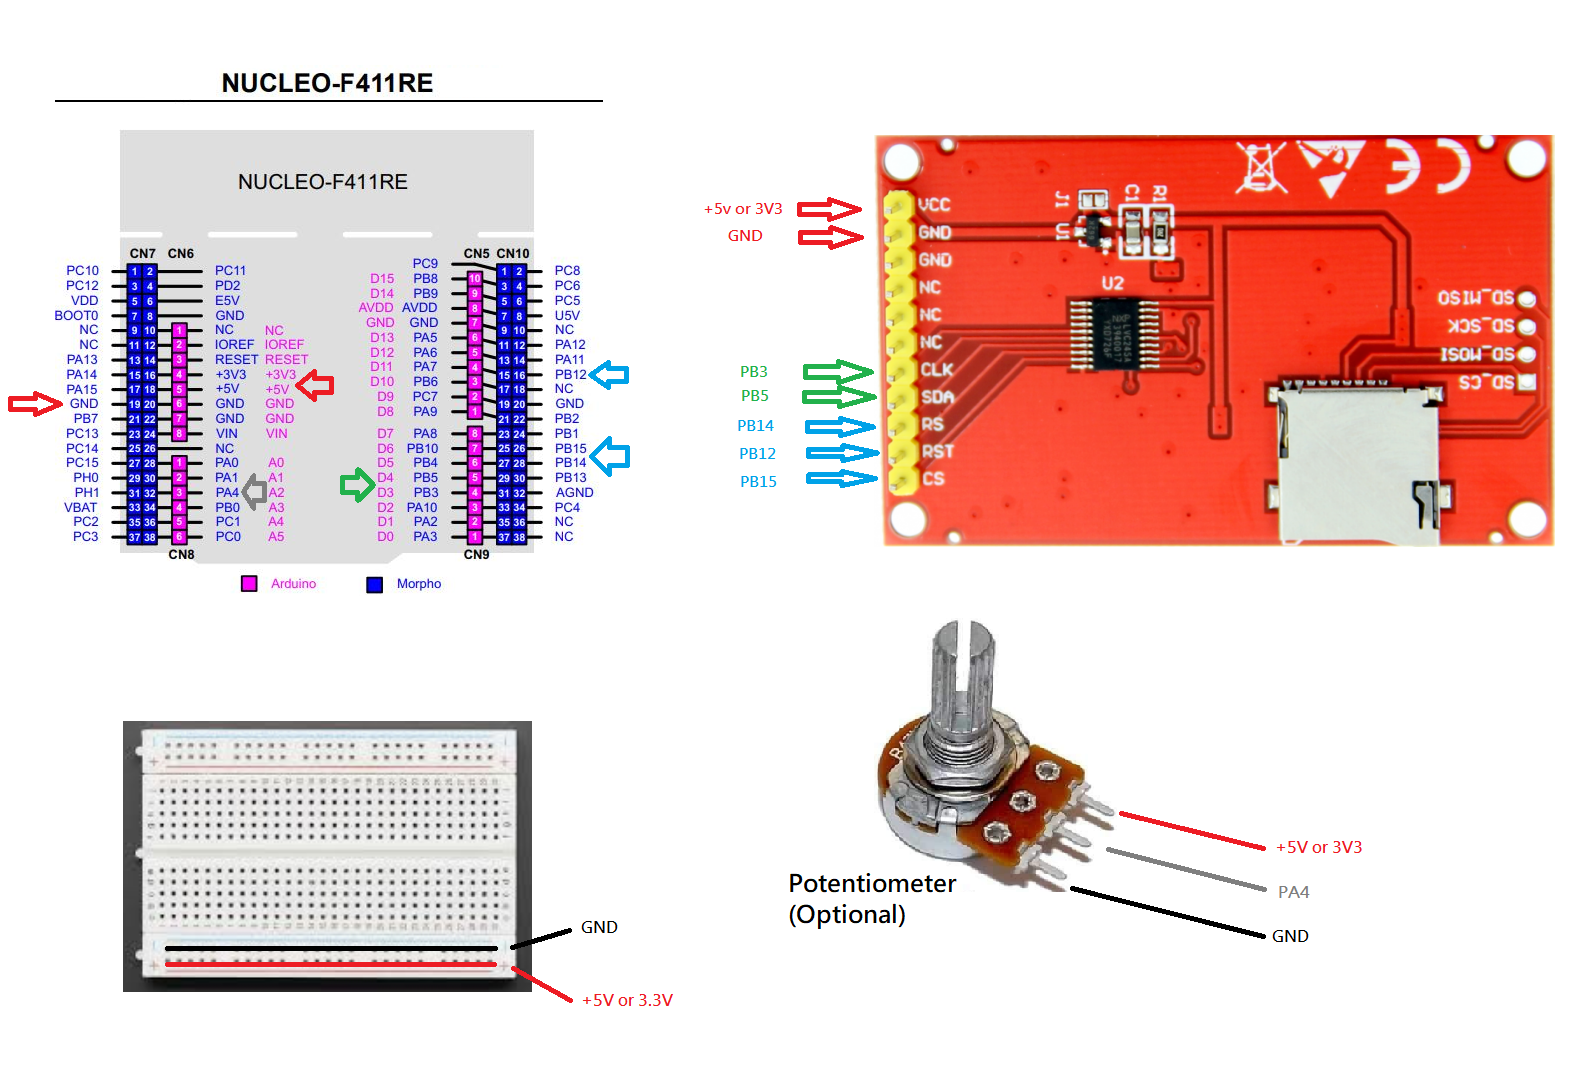 NUCLEO-F411RE
NUCLEO-F411RE
CN7 CN6 CN5 CN10
PC10 1 2 PC11 PC9 1 2 PC8
PC12 3 4 PD2 D15 PB8 10 3 4 PC6
VDD 5 6 E5V D14 PB9 9 5 6 PC5
BOOT0 7 8 GND AVDD AVDD 8 7 8 U5V
NC 9 10 1 NC NC GND GND 7 9 10 NC
NC 11 12 2 IOREF IOREF D13 PA5 6 11 12 PA12
PA13 13 14 3 RESET RESET D12 PA6 5 13 14 PA11
PA14 15 16 4 +3V3 +3V3 D11 PA7 4 15 16 PB12
PA15 17 18 5 +5V +5V D10 PB6 3 17 18 NC
GND 19 20 6 GND GND D9 PC7 2 19 20 GND
PB7 21 22 7 GND GND D8 PA9 1 21 22 PB2
PC13 23 24 8 VIN VIN D7 PA8 8 23 24 PB1
PC14 25 26 NC D6 PB10 7 25 26 PB15
PC15 27 28 1 PA0 A0 D5 PB4 6 27 28 PB14
PH0 29 30 2 PA1 A1 D4 PB5 5 29 30 PB13
PH1 31 32 3 PA4 A2 D3 PB3 4 31 32 AGND
VBAT 33 34 4 PB0 A3 D2 PA10 3 33 34 PC4
PC2 35 36 5 PC1 A4 D1 PA2 2 35 36 NC
PC3 37 38 6 PC0 A5 D0 PA3 1 37 38 NC
CN8 CN9
Arduino Morpho
+5v or 3V3 VCC
GND GND
GND
NC
NC
NC
PB3 CLK
PB5 SDA
PB14 RS
PB12 RST
PB15 CS
J1 C1 R1
U1
U2
CE
SD_MISO
SD_SCK
SD_MOSI
SD_CS
GND
+5V or 3.3V
Potentiometer
(Optional)
+5V or 3V3
PA4
GND